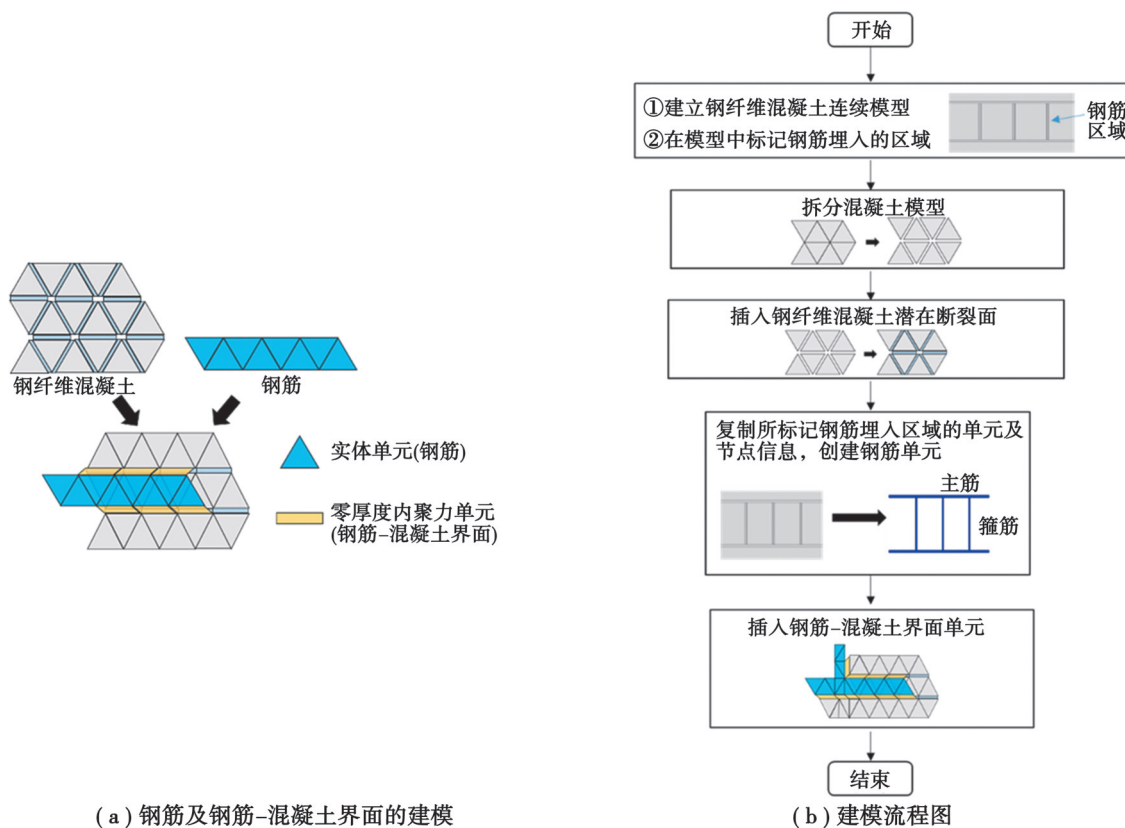 钢纤维混凝土
钢筋
实体单元(钢筋)
零厚度内聚力单元
(钢筋-混凝土界面)
(a)钢筋及钢筋-混凝土界面的建模
开始
①建立钢纤维混凝土连续模型
②在模型中标记钢筋埋入的区域
钢筋
区域
拆分混凝土模型
插入钢纤维混凝土潜在断裂面
复制所标记钢筋埋入区域的单元及
节点信息，创建钢筋单元
主筋
箍筋
插入钢筋-混凝土界面单元
结束
(b)建模流程图